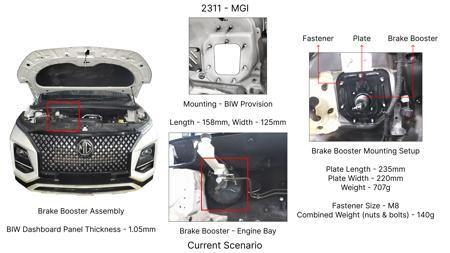 2311 - MGI
Fastener
Plate
Brake Booster
Mounting - BIW Provision
Length - 158mm, Width - 125mm
Brake Booster Mounting Setup
Plate Length - 235mm
Plate Width - 220mm
Weight - 707g
Fastener Size - M8
Combined Weight (nuts & bolts) - 140g
Brake Booster Assembly
BIW Dashboard Panel Thickness - 1.05mm
Brake Booster - Engine Bay
Current Scenario